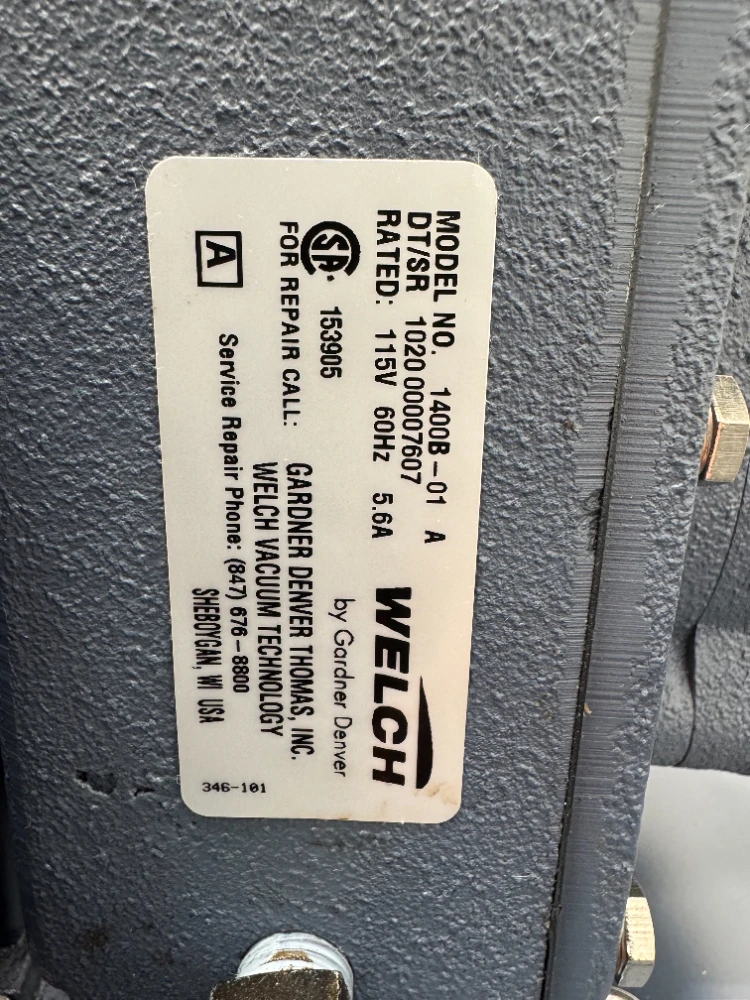 MODEL NO. 1400B-01 A
DT/SR 1020 00007607
RATED: 115V 60Hz 5.6A
WELCH
by Gardner Denver
SA 153905
FOR REPAIR CALL: GARDNER DENVER THOMAS, INC.
WELCH VACUUM TECHNOLOGY
A
Service Repair Phone: (847) 676-8800
SHEBOYGAN, WI USA
346-101